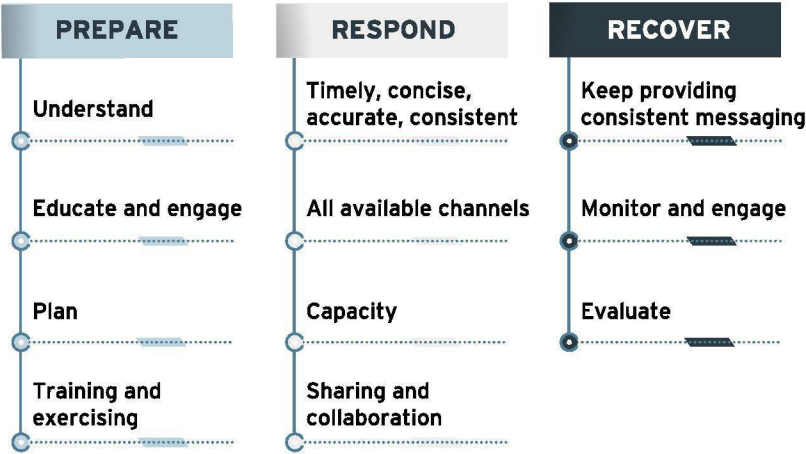 PREPARE
Understand
Educate and engage
Plan
Training and
exercising
RESPOND
Timely, concise,
accurate, consistent
All available channels
Capacity
Sharing and
collaboration
RECOVER
Keep providing
consistent messaging
Monitor and engage
Evaluate